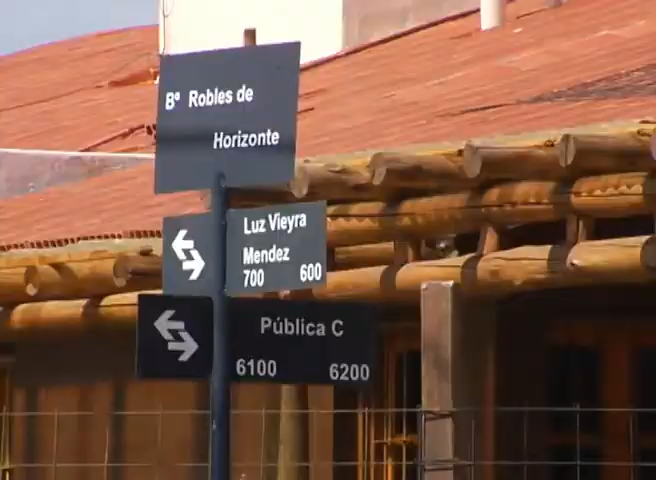 Bº Robles de
Horizonte
Luz Vieyra
Mendez
700 600
Pública C
6100 6200